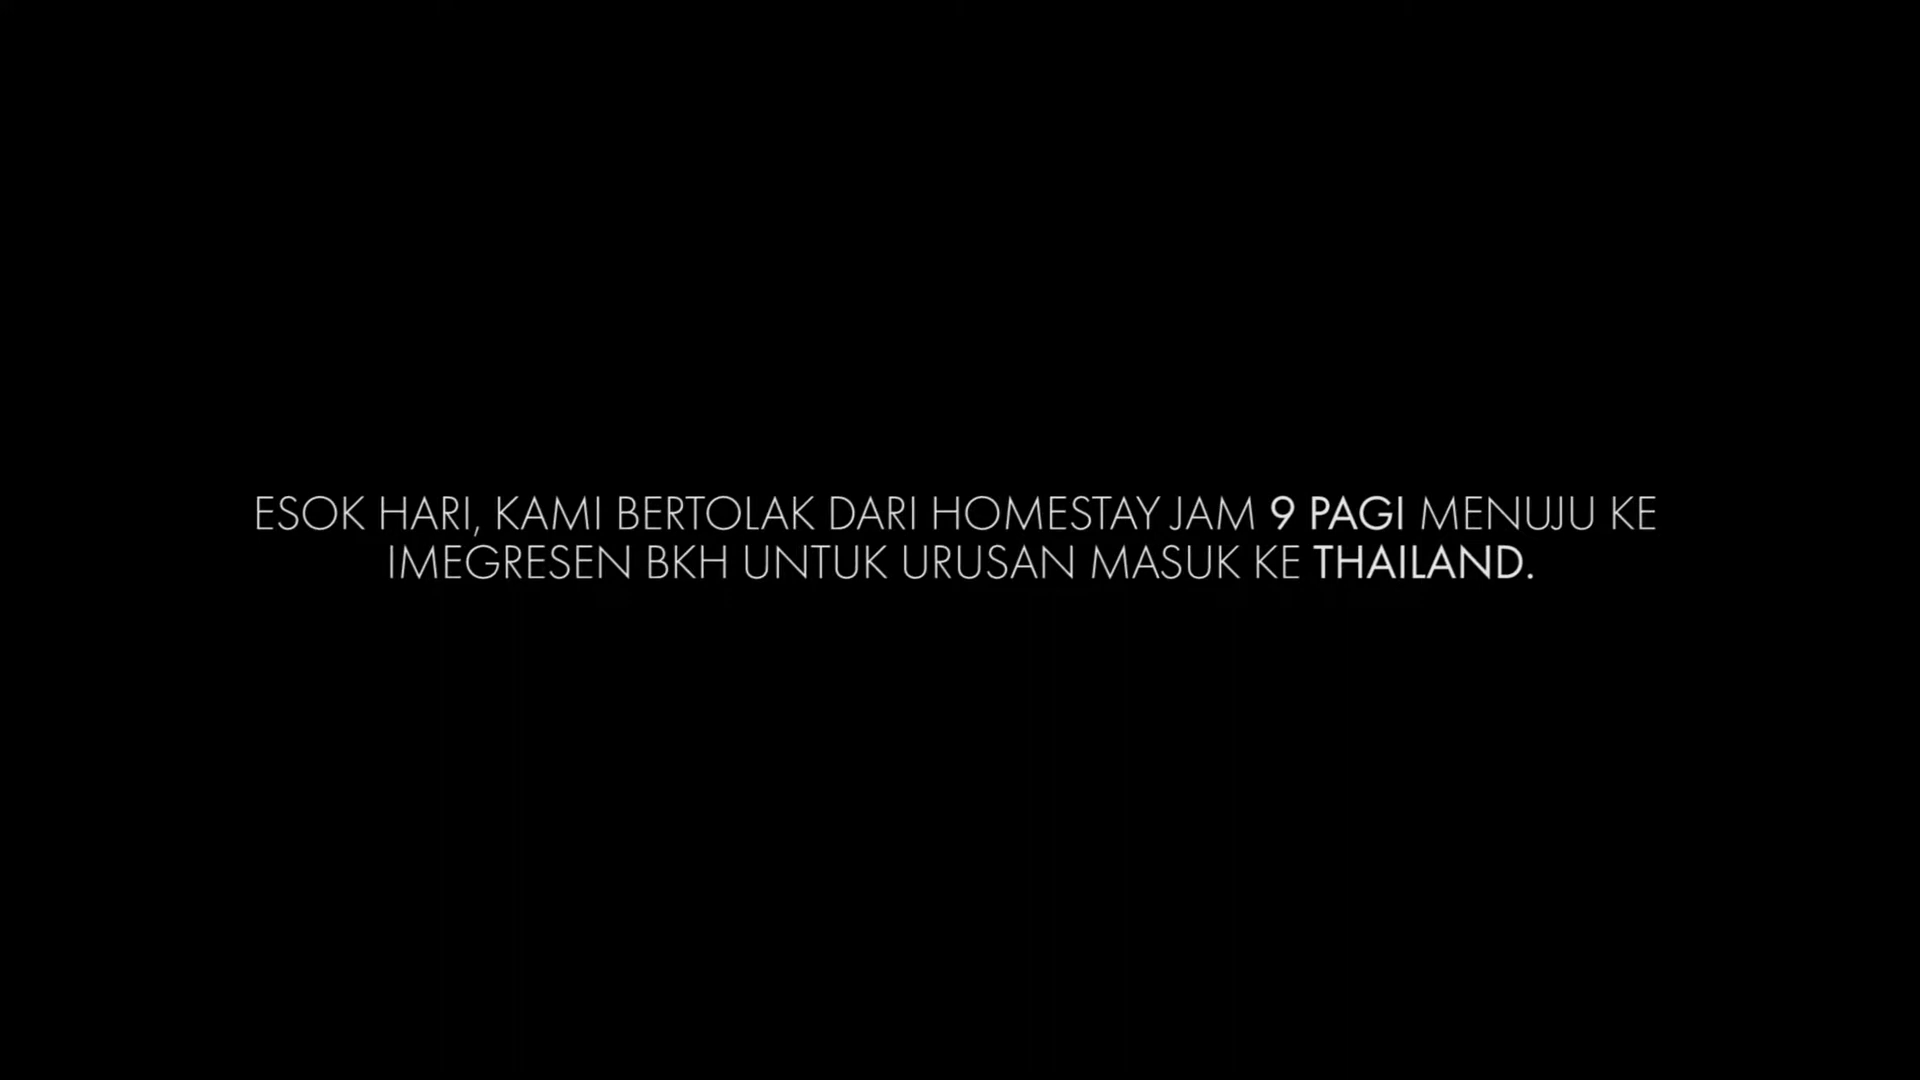 ESOK HARI, KAMI BERTOLAK DARI HOMESTAY JAM 9 PAGI MENUJU KE
IMEGRESEN BKH UNTUK URUSAN MASUK KE THAILAND.